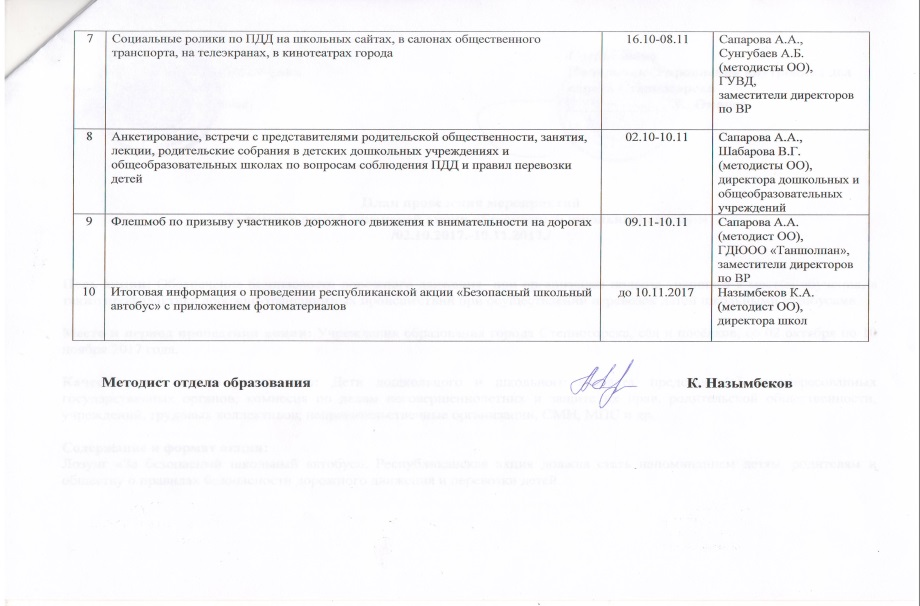 7 Социальные ролики по ПДД на школьных сайтах, в салонах общественного 16.10-08.11 Сапарова А.А.,
транспорта, на телеэкранах, в кинотеатрах города Сунгубаев А.Б.
(методисты ОО),
ГУВД,
заместители директоров
по ВР
8 Анкетирование, встречи с представителями родительской общественности, занятия, 02.10-10.11 Сапарова А.А.,
лекции, родительские собрания в детских дошкольных учреждениях и Шабарова В.Г.
общеобразовательных школах по вопросам соблюдения ПДД и правил перевозки (методисты ОО),
детей директора дошкольных и
общеобразовательных
учреждений
9 Флешмоб по призыву участников дорожного движения к внимательности на дорогах 09.11-10.11 Сапарова А.А.
(методист ОО),
ГДЮОО «Таншолпан»,
заместители директоров
по ВР
10 Итоговая информация о проведении республиканской акции «Безопасный школьный до 10.11.2017 Назымбеков К.А.
автобус» с приложением фотоматериалов (методист ОО),
директора школ
Методист отдела образования К. Назымбеков